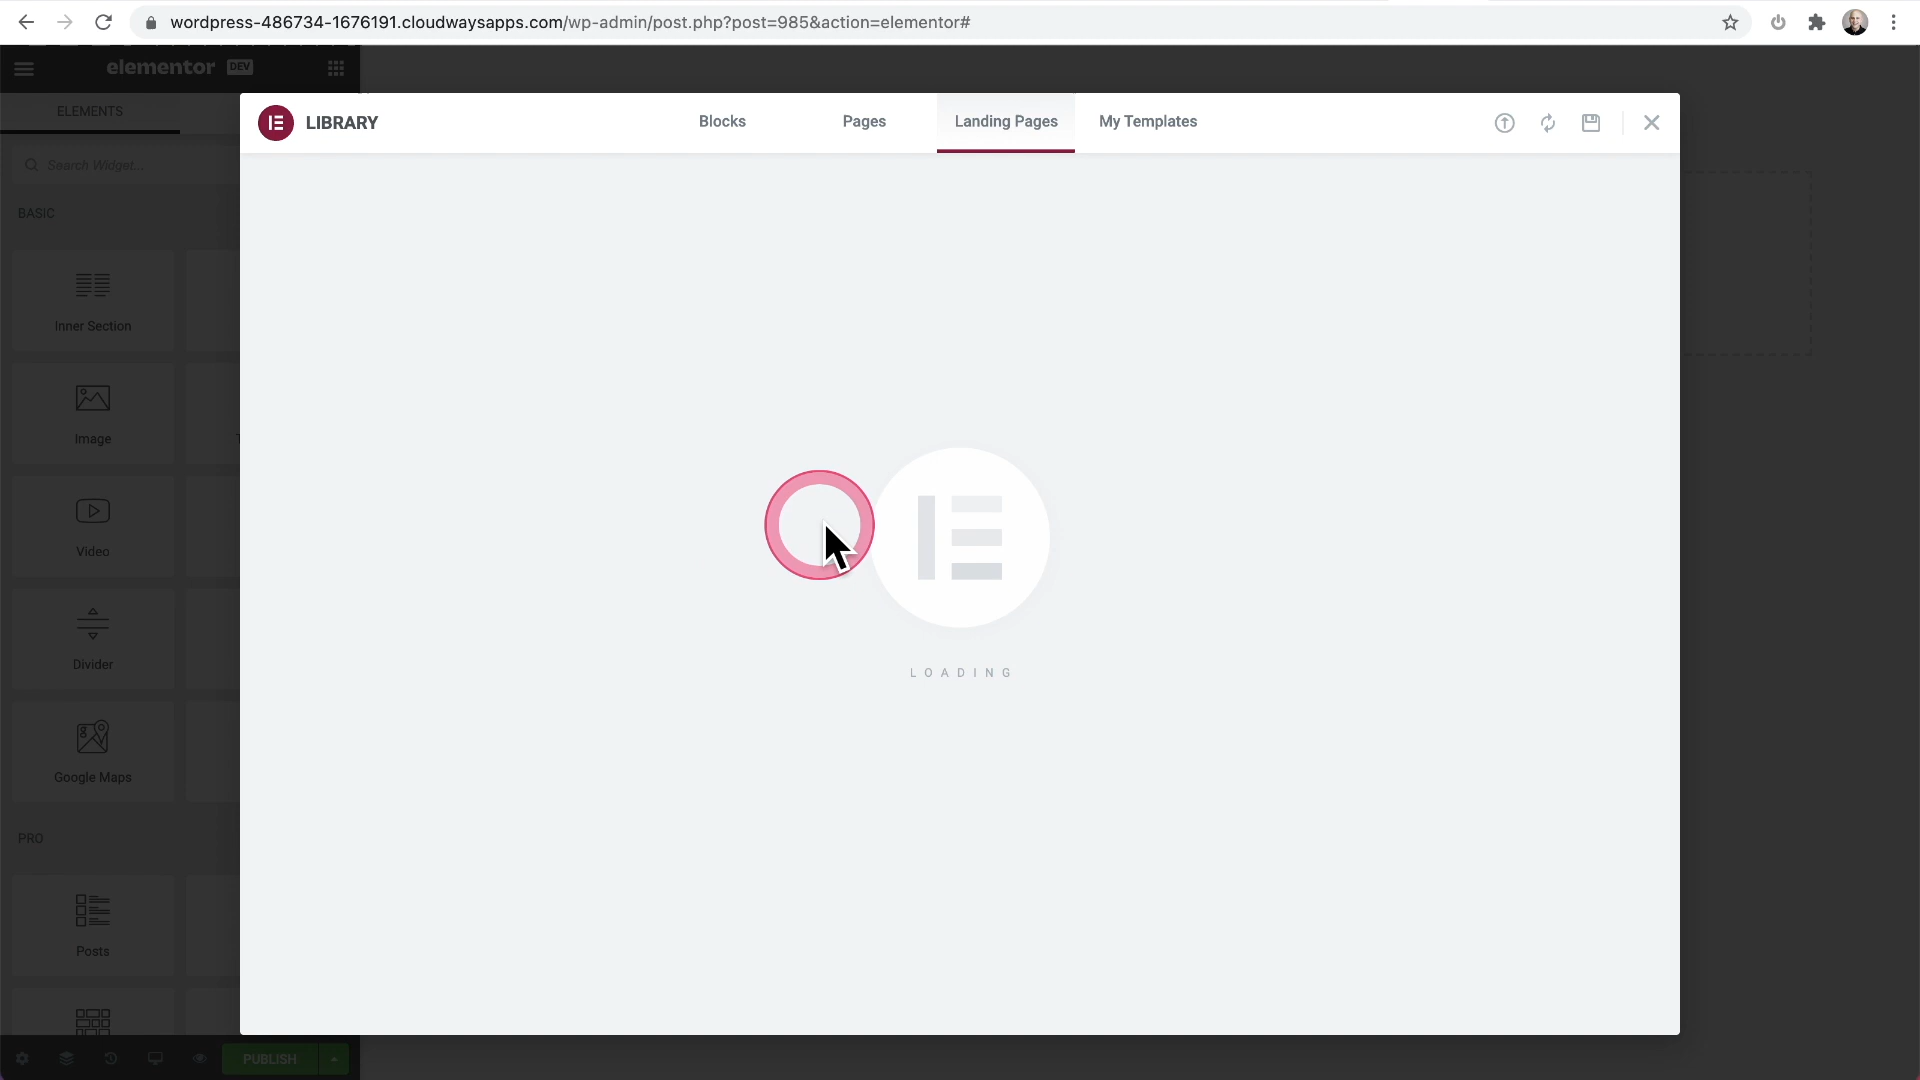 wordpress-486734-1676191.cloudwaysapps.com/wp-admin/post.php?post=985&action=elementor#
elementor DEV
ELEMENTS
LIBRARY
Blocks
Pages
Landing Pages
My Templates
Search Widget...
BASIC
Inner Section
Image
Video
Divider
Google Maps
LOADING
PRO
Posts
PUBLISH